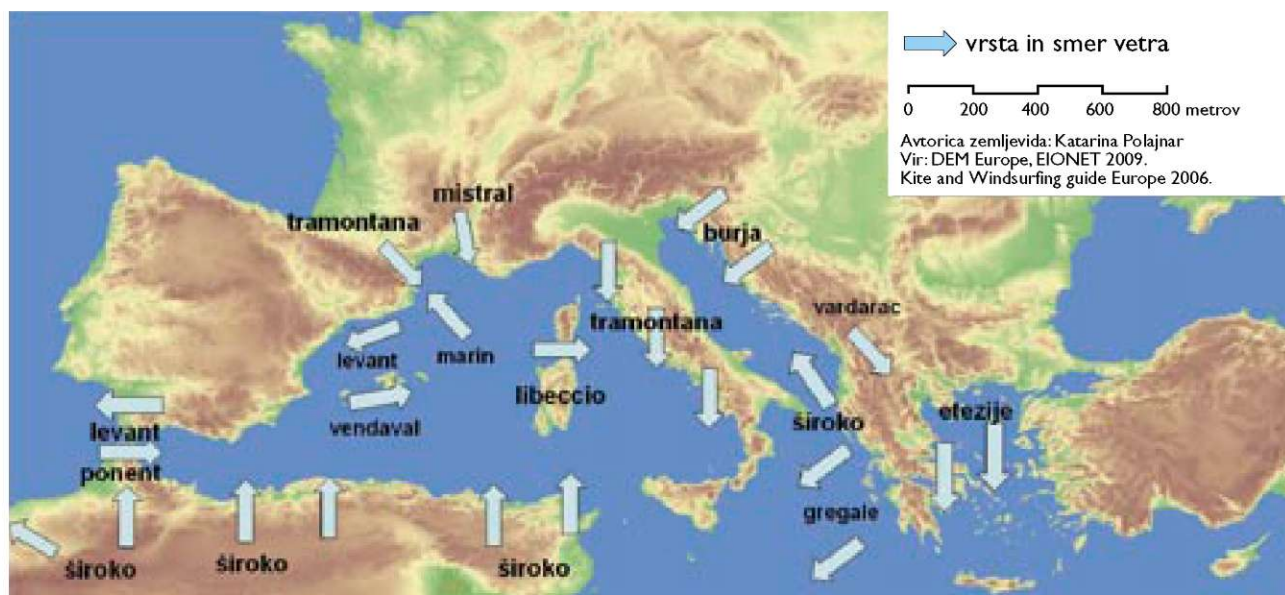 vrsta in smer vetra
0 200 400 600 800 metrov
Avtorica zemljevida: Katarina Polajnar
Vir: DEM Europe, EIONET 2009.
Kite and Windsurfing guide Europe 2006.
mistral
tramontana
burja
vardarac
tramontana
levant
marin
libeccio
vendaval
široko
etezije
levant
ponent
gregale
široko
široko
široko